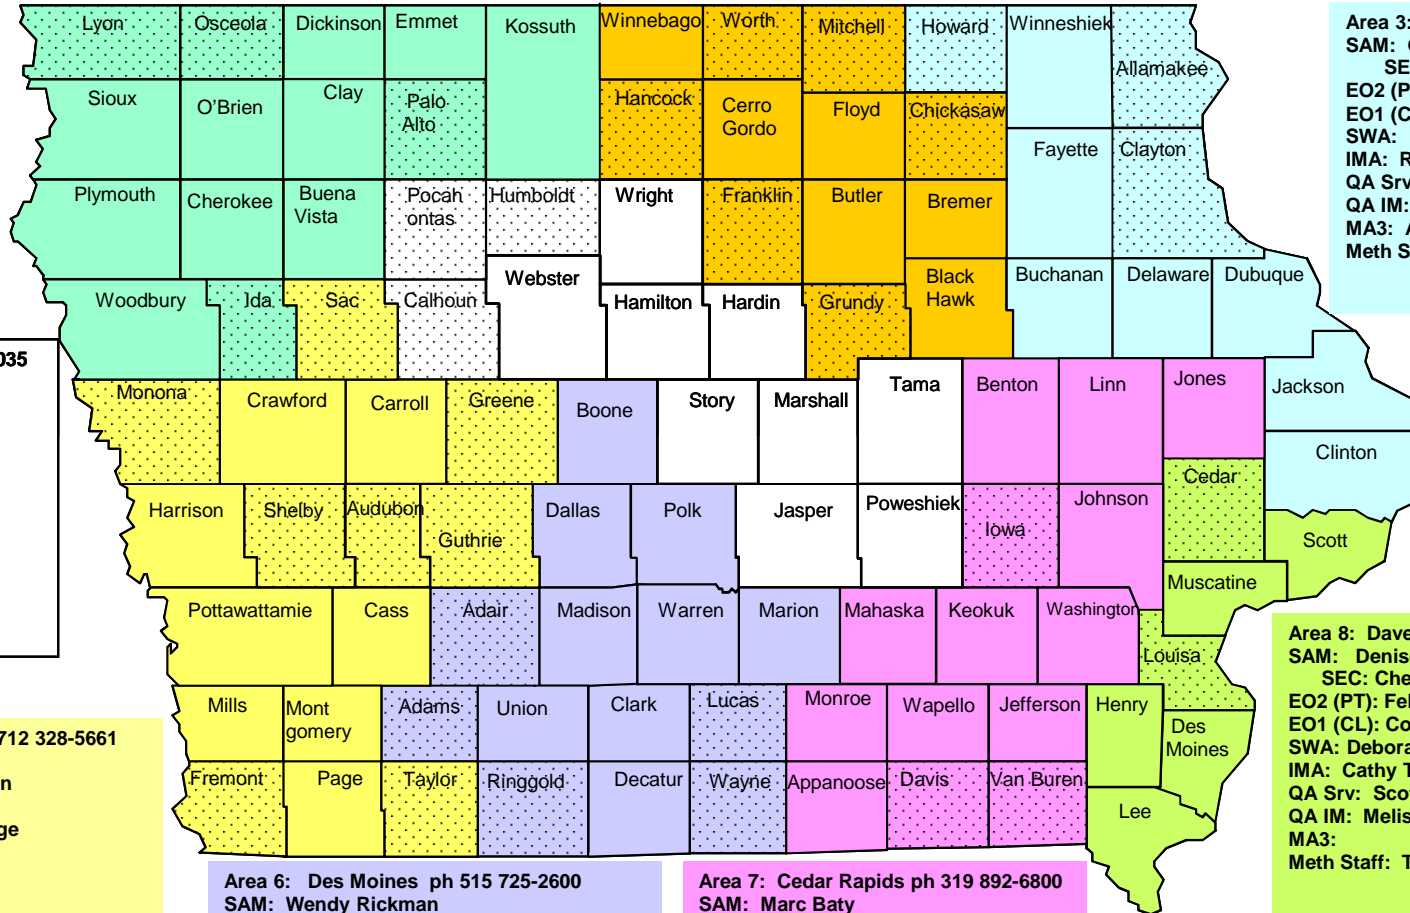 Lyon Osceola Dickinson Emmet Kossuth Winnebago Worth Mitchell Howard Winneshiek
Allamakee
Sioux O'Brien Clay Palo Alto Hancock Cerro Gordo Floyd Chickasaw
Fayette Clayton
Plymouth Cherokee Buena Vista Pocah ontas Humboldt Wright Franklin Butler Bremer
Woodbury Ida Sac Calhoun Webster Hamilton Hardin Grundy Black Hawk Buchanan Delaware Dubuque
Monona Crawford Carroll Greene Boone Story Marshall Tama Benton Linn Jones Jackson
Clinton
Harrison Shelby Audubon Guthrie Dallas Polk Jasper Poweshiek Iowa Johnson Cedar
Scott
Muscatine
Pottawattamie Cass Adair Madison Warren Marion Mahaska Keokuk Washington
Louisa
Mills Mont gomery Adams Union Clark Lucas Monroe Wapello Jefferson Henry
Des Moines
Fremont Page Taylor Ringgold Decatur Wayne Appanoose Davis Van Buren
Lee
Area 3:
SAM:
SE
EO2 (P
EO1 (C
SWA:
IMA: R
QA Srv
QA IM:
MA3: A
Meth S
035
712 328-5661
n
ge
Area 6: Des Moines ph 515 725-2600
SAM: Wendy Rickman
Area 7: Cedar Rapids ph 319 892-6800
SAM: Marc Baty
Area 8: Dave
SAM: Denis
SEC: Che
EO2 (PT): Fel
EO1 (CL): Co
SWA: Debora
IMA: Cathy T
QA Srv: Sco
QA IM: Melis
MA3:
Meth Staff: T